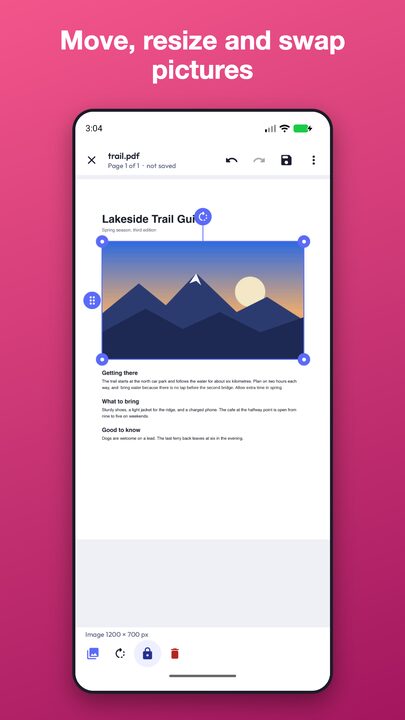 Move, resize and swap
pictures
3:04
trail.pdf
Page 1 of 1 · not saved
Lakeside Trail Gui
Spring season, third edition
Getting there
The trail starts at the north car park and follows the water for about six kilometres. Plan on two hours each
way, and bring water because there is no tap before the second bridge. Allow extra time in spring
What to bring
Sturdy shoes, a light jacket for the ridge, and a charged phone. The cafe at the halfway point is open from
nine to five on weekends.
Good to know
Dogs are welcome on a lead. The last ferry back leaves at six in the evening.
Image 1200 × 700 px